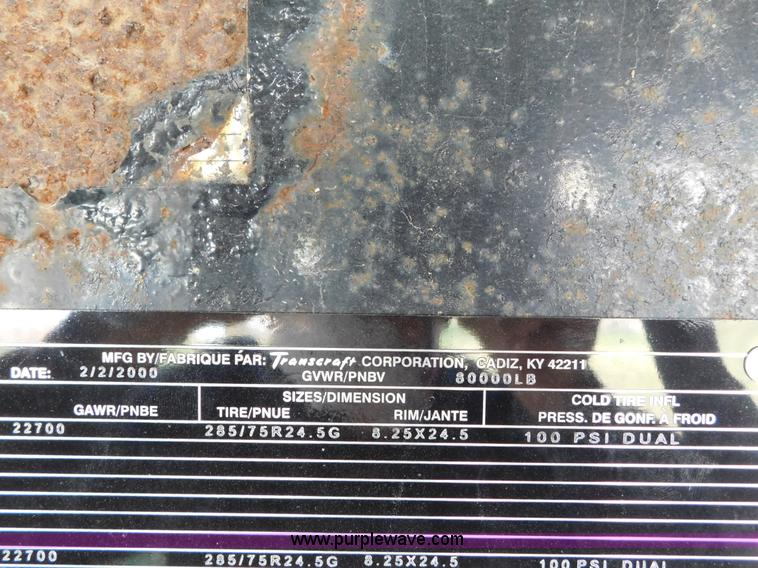 MFG BY/FABRIQUE PAR: Transcraft CORPORATION, CADIZ, KY 42211
DATE: 2/2/2000 GVWR/PNBV 80000LB
SIZES/DIMENSION COLD TIRE INFL
GAWR/PNBE TIRE/PNUE RIM/JANTE PRESS. DE GONF. A FROID
22700 285/75R24.5G 8.25X24.5 100 PSI DUAL
www.purplewave.com
22700 285/75R24.5G 8.25X24.5 100 PSI DUAL